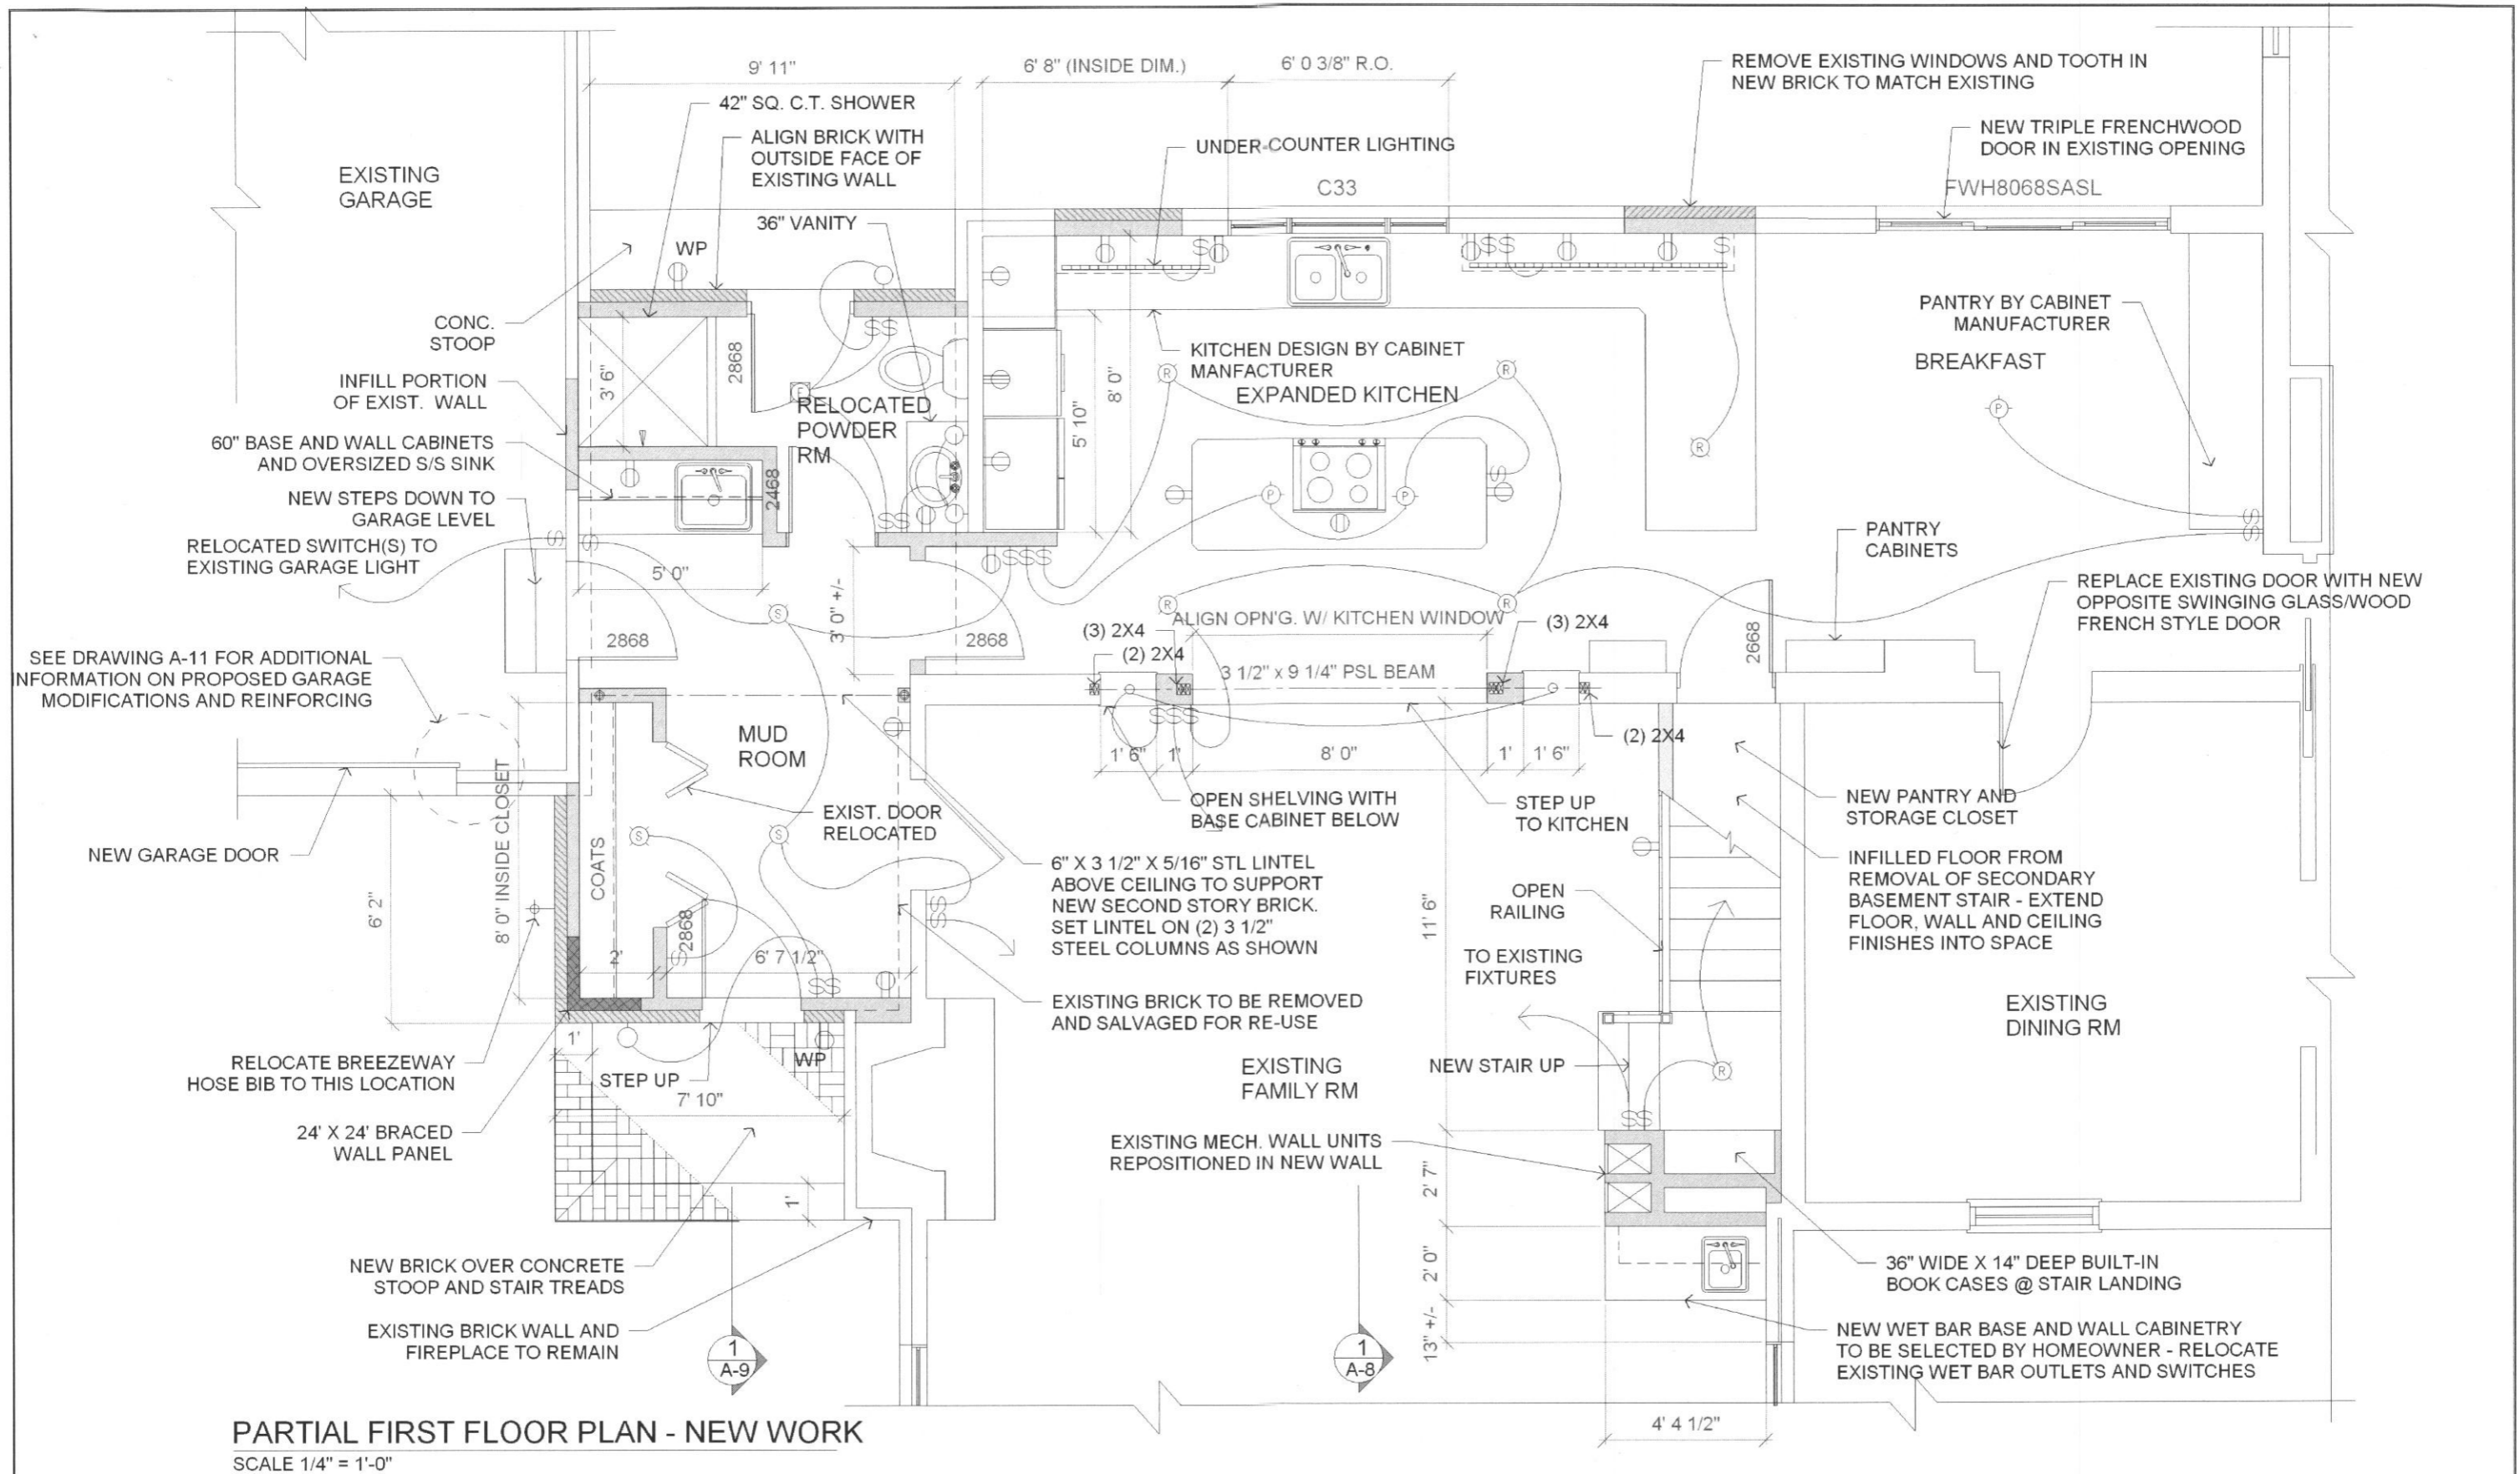 9' 11"
6' 8" (INSIDE DIM.)
6' 0 3/8" R.O.
REMOVE EXISTING WINDOWS AND TOOTH IN
NEW BRICK TO MATCH EXISTING
42" SQ. C.T. SHOWER
ALIGN BRICK WITH
OUTSIDE FACE OF
EXISTING WALL
UNDER-COUNTER LIGHTING
NEW TRIPLE FRENCHWOOD
DOOR IN EXISTING OPENING
EXISTING
GARAGE
C33
FWH8068SASL
36" VANITY
WP
CONC.
STOOP
PANTRY BY CABINET
MANUFACTURER
BREAKFAST
KITCHEN DESIGN BY CABINET
MANFACTURER
EXPANDED KITCHEN
INFILL PORTION
OF EXIST. WALL
3' 6"
2868
E
RELOCATED
POWDER
RM
5' 10"
8' 0"
R
R
R
P
60" BASE AND WALL CABINETS
AND OVERSIZED S/S SINK
2468
P
P
NEW STEPS DOWN TO
GARAGE LEVEL
RELOCATED SWITCH(S) TO
EXISTING GARAGE LIGHT
PANTRY
CABINETS
5' 0"
3' 0" +/-
REPLACE EXISTING DOOR WITH NEW
OPPOSITE SWINGING GLASS/WOOD
FRENCH STYLE DOOR
S
R
R
ALIGN OPN'G. W/ KITCHEN WINDOW
2868
2868
(3) 2X4
(2) 2X4
(3) 2X4
2668
3 1/2" x 9 1/4" PSL BEAM
SEE DRAWING A-11 FOR ADDITIONAL
INFORMATION ON PROPOSED GARAGE
MODIFICATIONS AND REINFORCING
MUD
ROOM
(2) 2X4
1' 6"
1'
8' 0"
1'
1' 6"
8' 0" INSIDE CLOSET
EXIST. DOOR
RELOCATED
OPEN SHELVING WITH
BASE CABINET BELOW
STEP UP
TO KITCHEN
NEW PANTRY AND
STORAGE CLOSET
NEW GARAGE DOOR
COATS
S
S
6" X 3 1/2" X 5/16" STL LINTEL
ABOVE CEILING TO SUPPORT
NEW SECOND STORY BRICK.
SET LINTEL ON (2) 3 1/2"
STEEL COLUMNS AS SHOWN
INFILLED FLOOR FROM
REMOVAL OF SECONDARY
BASEMENT STAIR - EXTEND
FLOOR, WALL AND CEILING
FINISHES INTO SPACE
OPEN
RAILING
11' 6"
6' 2"
2868
2'
6' 7 1/2"
TO EXISTING
FIXTURES
EXISTING BRICK TO BE REMOVED
AND SALVAGED FOR RE-USE
EXISTING
DINING RM
1'
WP
RELOCATE BREEZEWAY
HOSE BIB TO THIS LOCATION
STEP UP
7' 10"
EXISTING
FAMILY RM
NEW STAIR UP
R
24' X 24' BRACED
WALL PANEL
EXISTING MECH. WALL UNITS
REPOSITIONED IN NEW WALL
2' 7"
1'
NEW BRICK OVER CONCRETE
STOOP AND STAIR TREADS
2' 0"
36" WIDE X 14" DEEP BUILT-IN
BOOK CASES @ STAIR LANDING
EXISTING BRICK WALL AND
FIREPLACE TO REMAIN
1
A-9
1
A-8
13" +/-
NEW WET BAR BASE AND WALL CABINETRY
TO BE SELECTED BY HOMEOWNER - RELOCATE
EXISTING WET BAR OUTLETS AND SWITCHES
4' 4 1/2"
PARTIAL FIRST FLOOR PLAN - NEW WORK
SCALE 1/4" = 1'-0"